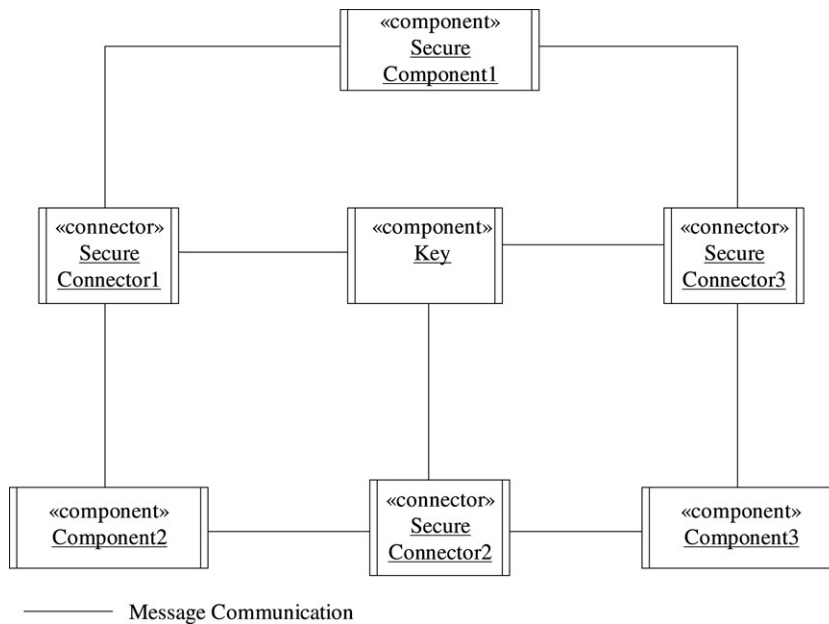 «component»
Secure
Component1
«connector»
Secure
Connector1
«component»
Key
«connector»
Secure
Connector3
«component»
Component2
«connector»
Secure
Connector2
«component»
Component3
Message Communication